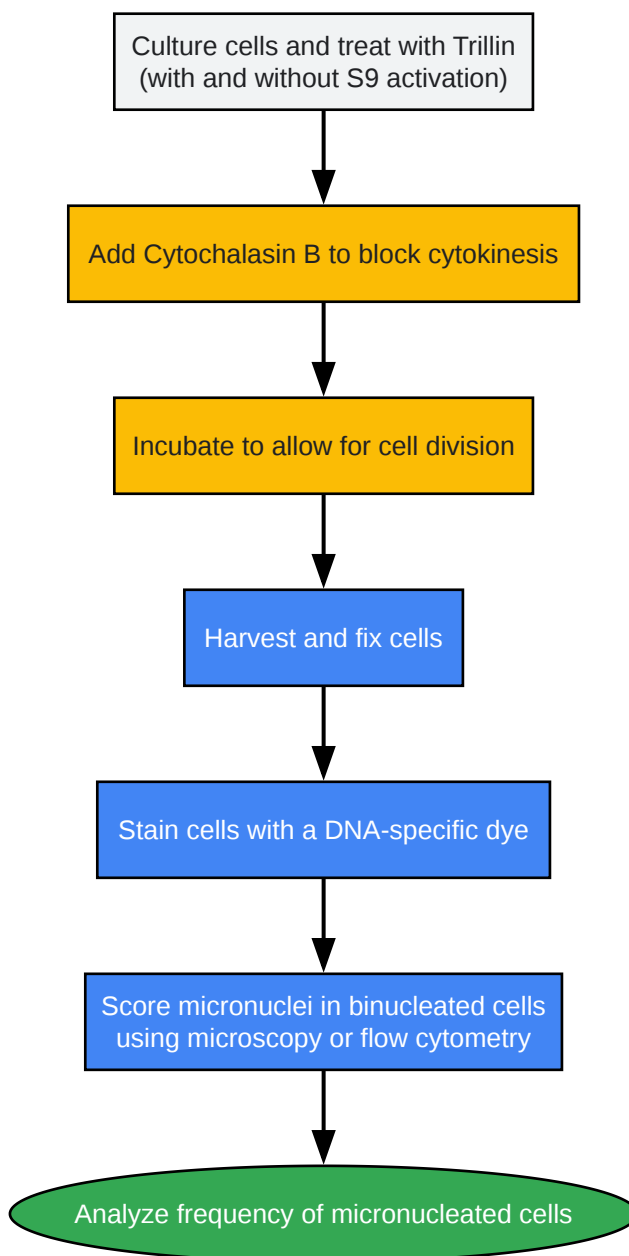 Culture cells and treat with Trillin
(with and without S9 activation)
Add Cytochalasin B to block cytokinesis
Incubate to allow for cell division
Harvest and fix cells
Stain cells with a DNA-specific dye
Score micronuclei in binucleated cells
using microscopy or flow cytometry
Analyze frequency of micronucleated cells